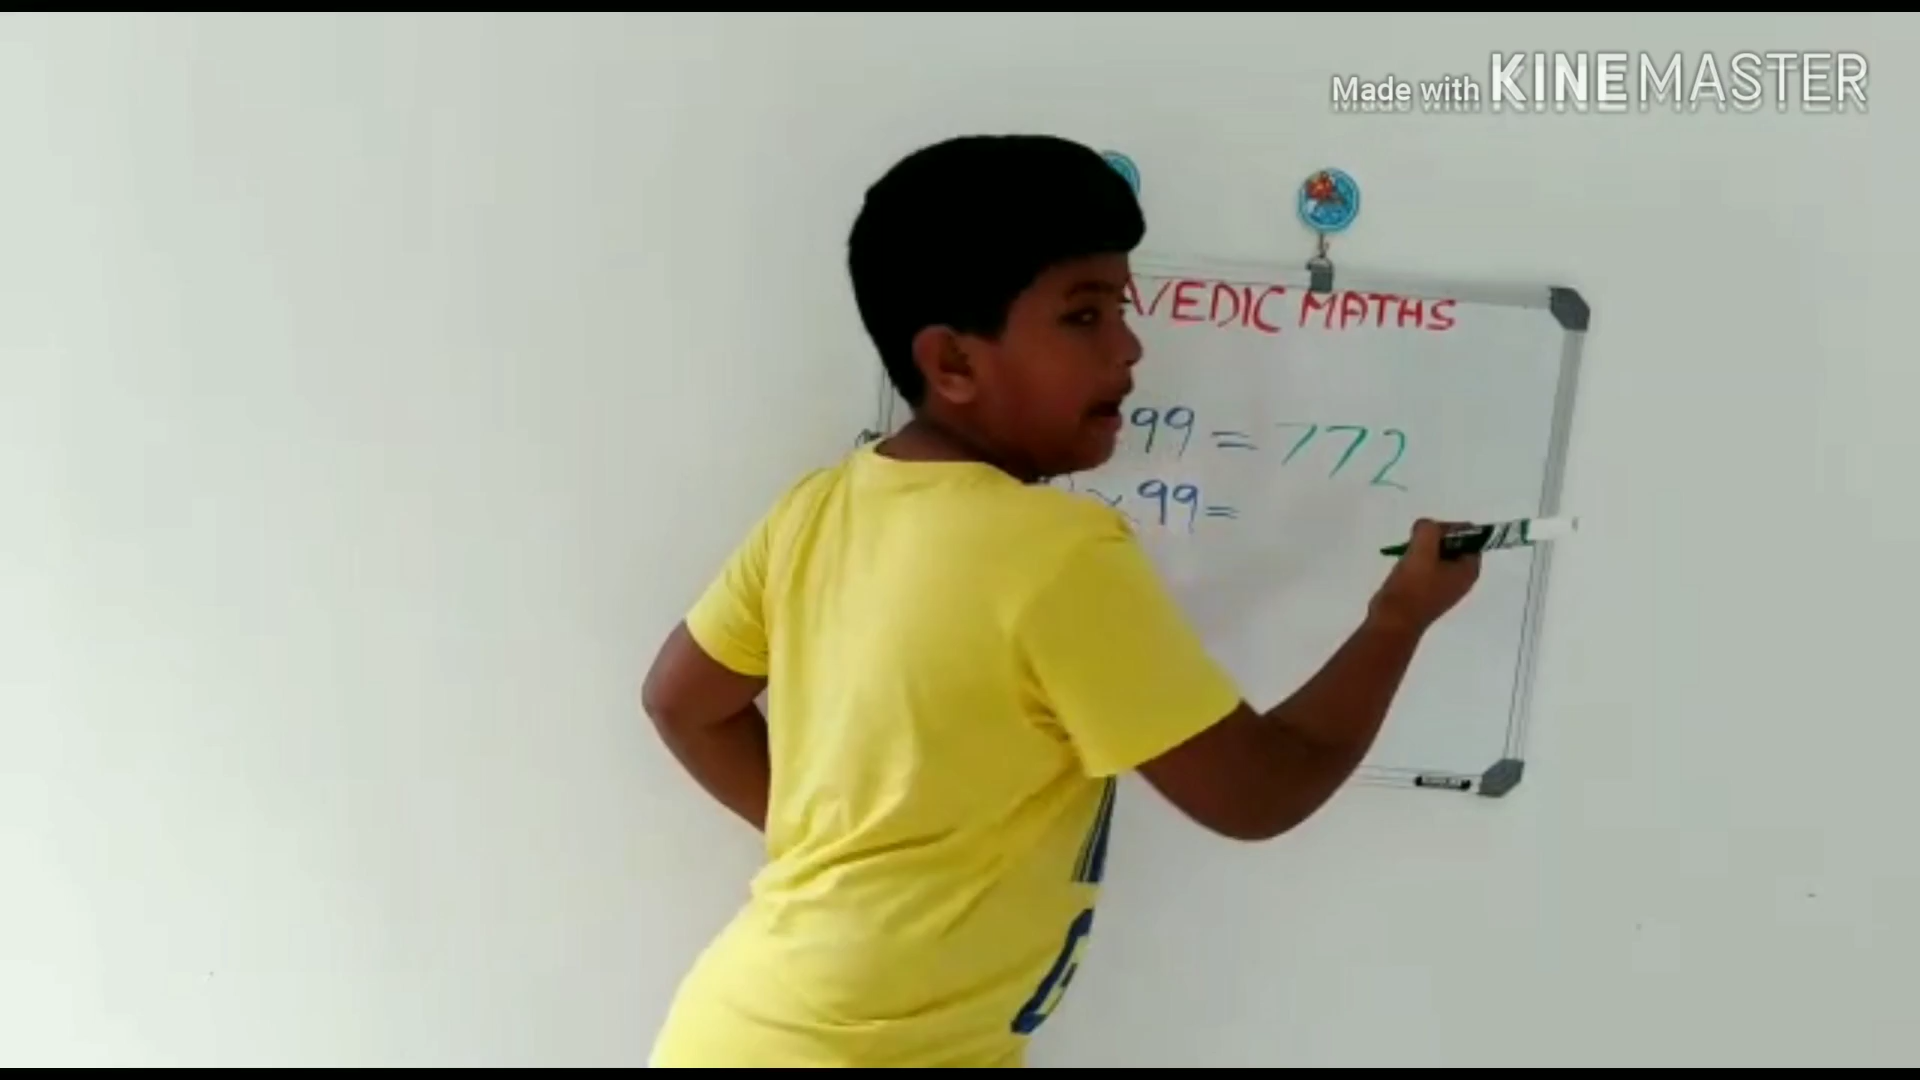 Made with KINEMASTER
VEDIC MATHS
99 = 772
× 99 =